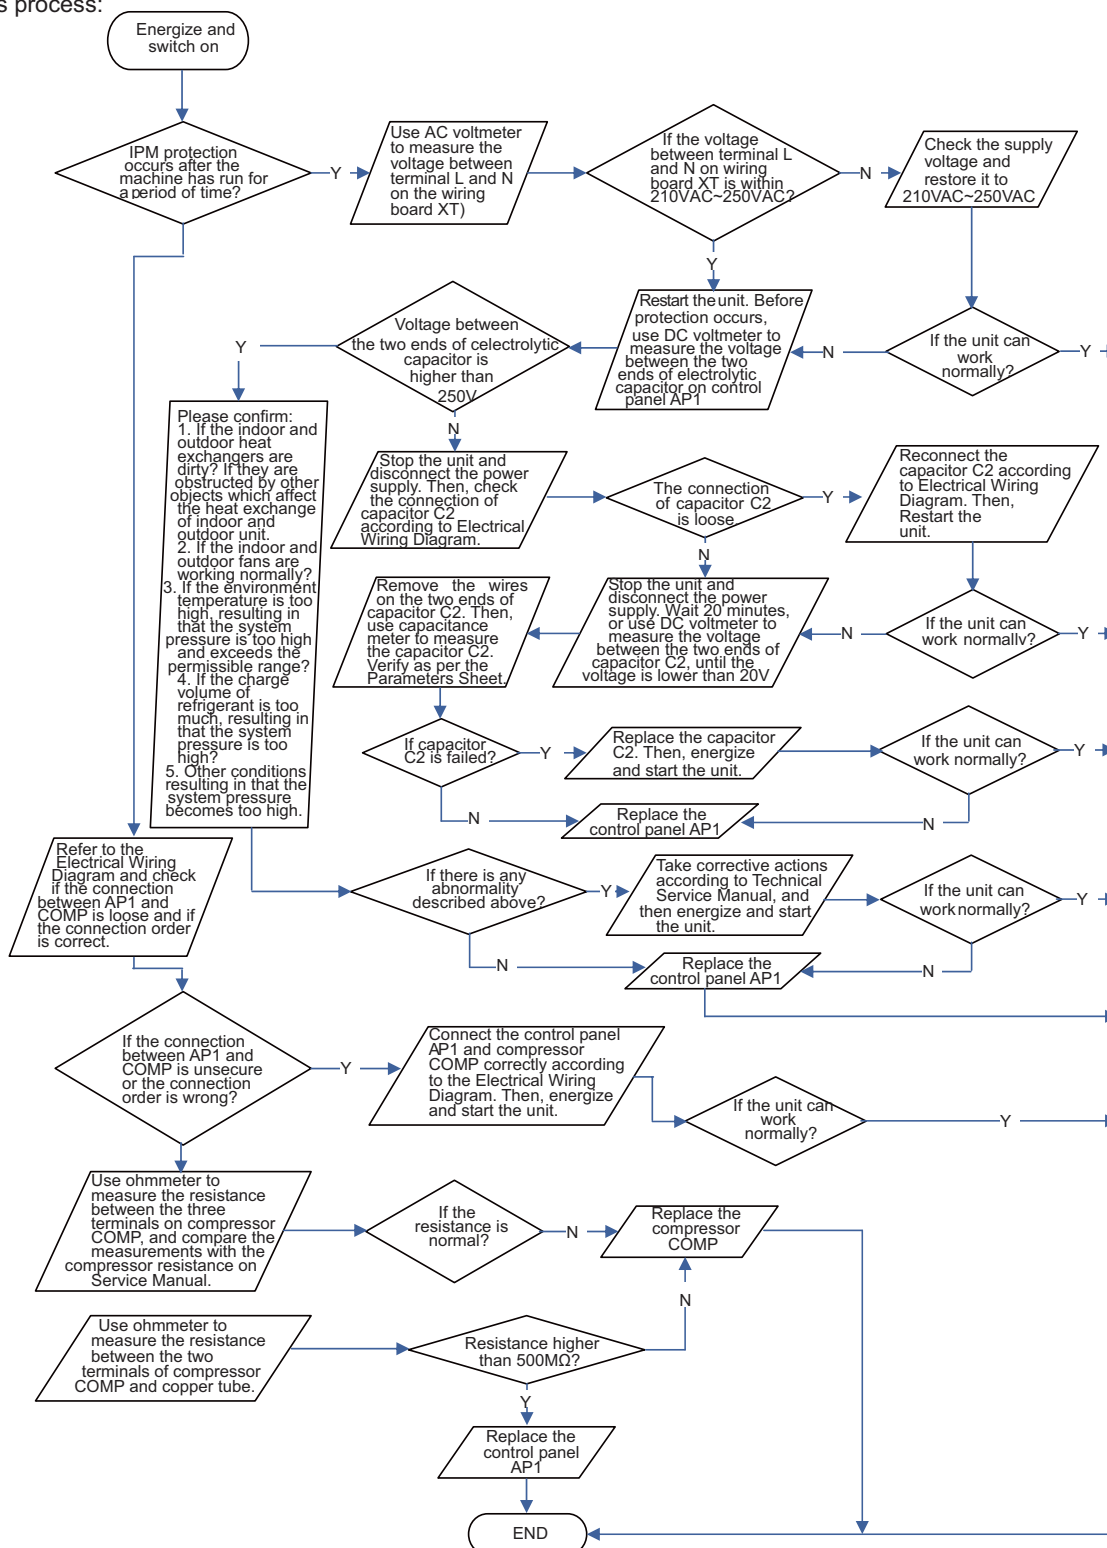 s process:
Energize and
switch on
IPM protection
occurs after the
machine has run for
a period of time?
Y
Use AC voltmeter
to measure the
voltage between
terminal L and N
on the wiring
board XT)
If the voltage
between terminal L
and N on wiring
board XT is within
210VAC~250VAC?
N
Check the supply
voltage and
restore it to
210VAC~250VAC
Y
Restart the unit. Before
protection occurs,
use DC voltmeter to
measure the voltage
between the two
ends of electrolytic
capacitor on control
panel AP1
N
If the unit can
work
normally?
Y
Voltage between
the two ends of celectrolytic
capacitor is
higher than
250V
Y
N
Please confirm:
1. If the indoor and
outdoor heat
exchangers are
dirty? If they are
obstructed by other
objects which affect
the heat exchange
of indoor and
outdoor unit.
2. If the indoor and
outdoor fans are
working normally?
3. If the environment
temperature is too
high, resulting in
that the system
pressure is too high
and exceeds the
permissible range?
4. If the charge
volume of
refrigerant is too
much, resulting in
that the system
pressure is too
high?
5. Other conditions
resulting in that the
system pressure
becomes too high.
Stop the unit and
disconnect the power
supply. Then, check
the connection of
capacitor C2
according to Electrical
Wiring Diagram.
The connection
of capacitor C2
is loose
Y
Reconnect the
capacitor C2 according
to Electrical Wiring
Diagram. Then,
Restart the
unit.
N
Remove the wires
on the two ends of
capacitor C2. Then,
use capacitance
meter to measure
the capacitor C2.
Verify as per the
Parameters Sheet.
Stop the unit and
disconnect the power
supply. Wait 20 minutes,
or use DC voltmeter to
measure the voltage
between the two ends of
capacitor C2, until the
voltage is lower than 20V
N
If the unit can
work normally?
Y
If capacitor
C2 is failed?
Y
Replace the capacitor
C2. Then, energize
and start the unit.
If the unit can
work normally?
Y
N
Replace the
control panel AP1
N
Refer to the
Electrical Wiring
Diagram and check
if the connection
between AP1 and
COMP is loose and if
the connection order
is correct.
If there is any
abnormality
described above?
Y
Take corrective actions
according to Technical
Service Manual, and
then energize and start
the unit.
If the unit can
work normally?
Y
N
Replace the
control panel AP1
N
If the connection
between AP1 and
COMP is unsecure
or the connection
order is wrong?
Y
Connect the control panel
AP1 and compressor
COMP correctly according
to the Electrical Wiring
Diagram. Then, energize
and start the unit.
If the unit can
work
normally?
Y
Use ohmmeter to
measure the resistance
between the three
terminals on compressor
COMP, and compare the
measurements with the
compressor resistance on
Service Manual.
If the
resistance is
normal?
N
Replace the
compressor
COMP
N
Use ohmmeter to
measure the resistance
between the two
terminals of compressor
COMP and copper tube.
Resistance higher
than 500MΩ?
Y
Replace the
control panel
AP1
END